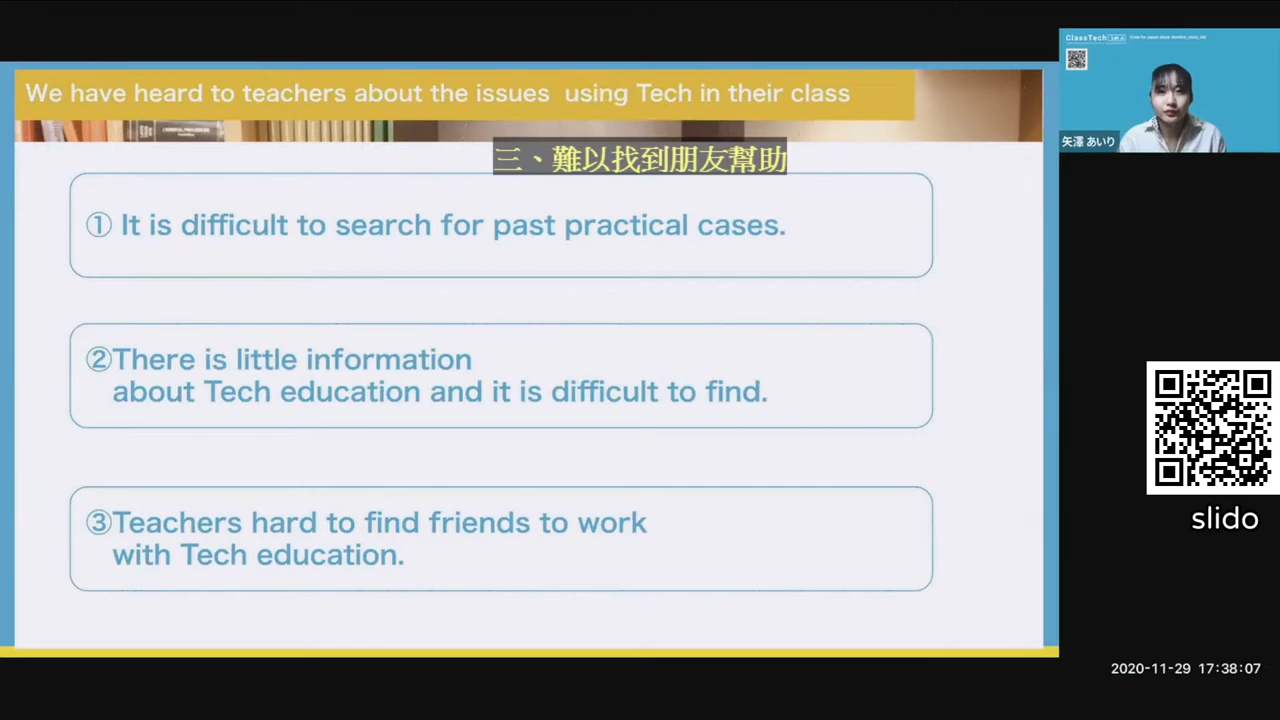 We have heard to teachers about the issues using Tech in their class
三、難以找到朋友幫助
① It is difficult to search for past practical cases.
②There is little information
about Tech education and it is difficult to find.
③Teachers hard to find friends to work
with Tech education.
ClassTech
矢澤 あいり
slido
2020-11-29 17:38:07